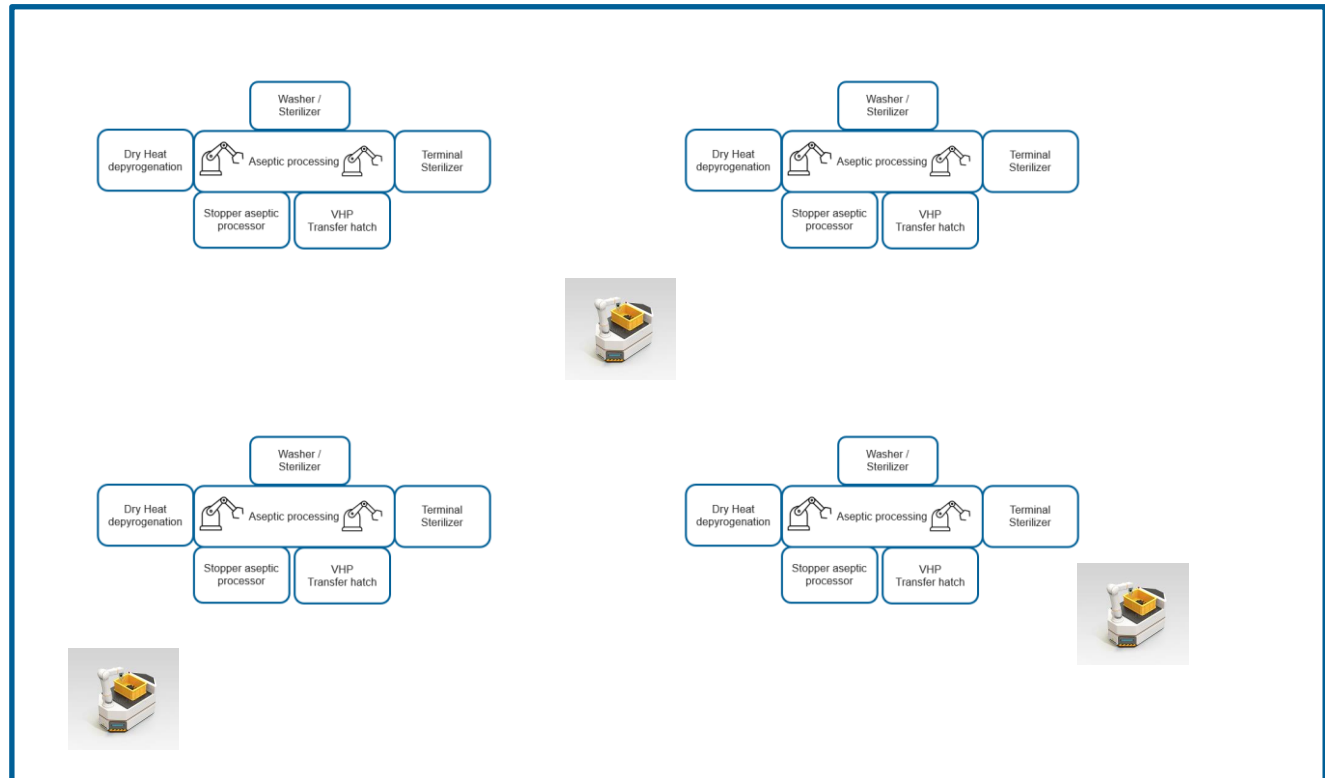 Washer /
Sterilizer
Dry Heat
depyrogenation
Aseptic processing
Terminal
Sterilizer
Stopper aseptic
processor
VHP
Transfer hatch
Washer /
Sterilizer
Dry Heat
depyrogenation
Aseptic processing
Terminal
Sterilizer
Stopper aseptic
processor
VHP
Transfer hatch
Washer /
Sterilizer
Dry Heat
depyrogenation
Aseptic processing
Terminal
Sterilizer
Stopper aseptic
processor
VHP
Transfer hatch
Washer /
Sterilizer
Dry Heat
depyrogenation
Aseptic processing
Terminal
Sterilizer
Stopper aseptic
processor
VHP
Transfer hatch